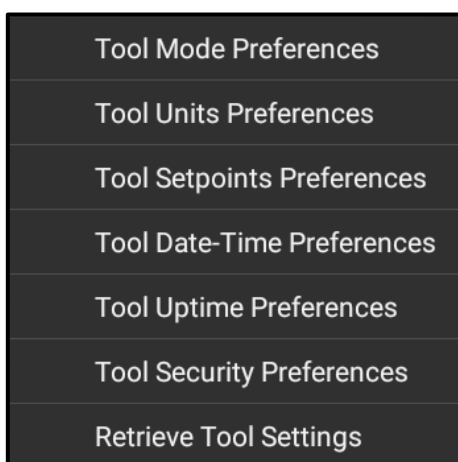 Tool Mode Preferences
Tool Units Preferences
Tool Setpoints Preferences
Tool Date-Time Preferences
Tool Uptime Preferences
Tool Security Preferences
Retrieve Tool Settings